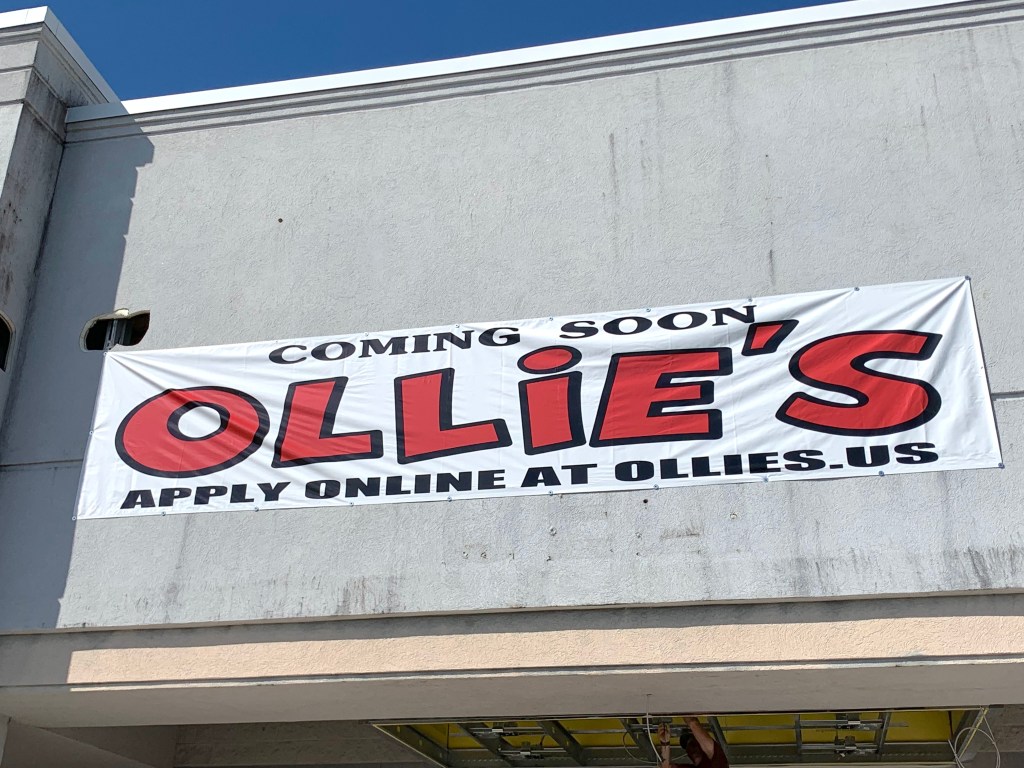 COMING SOON
OLLiE'S
APPLY ONLINE AT OLLIES.US